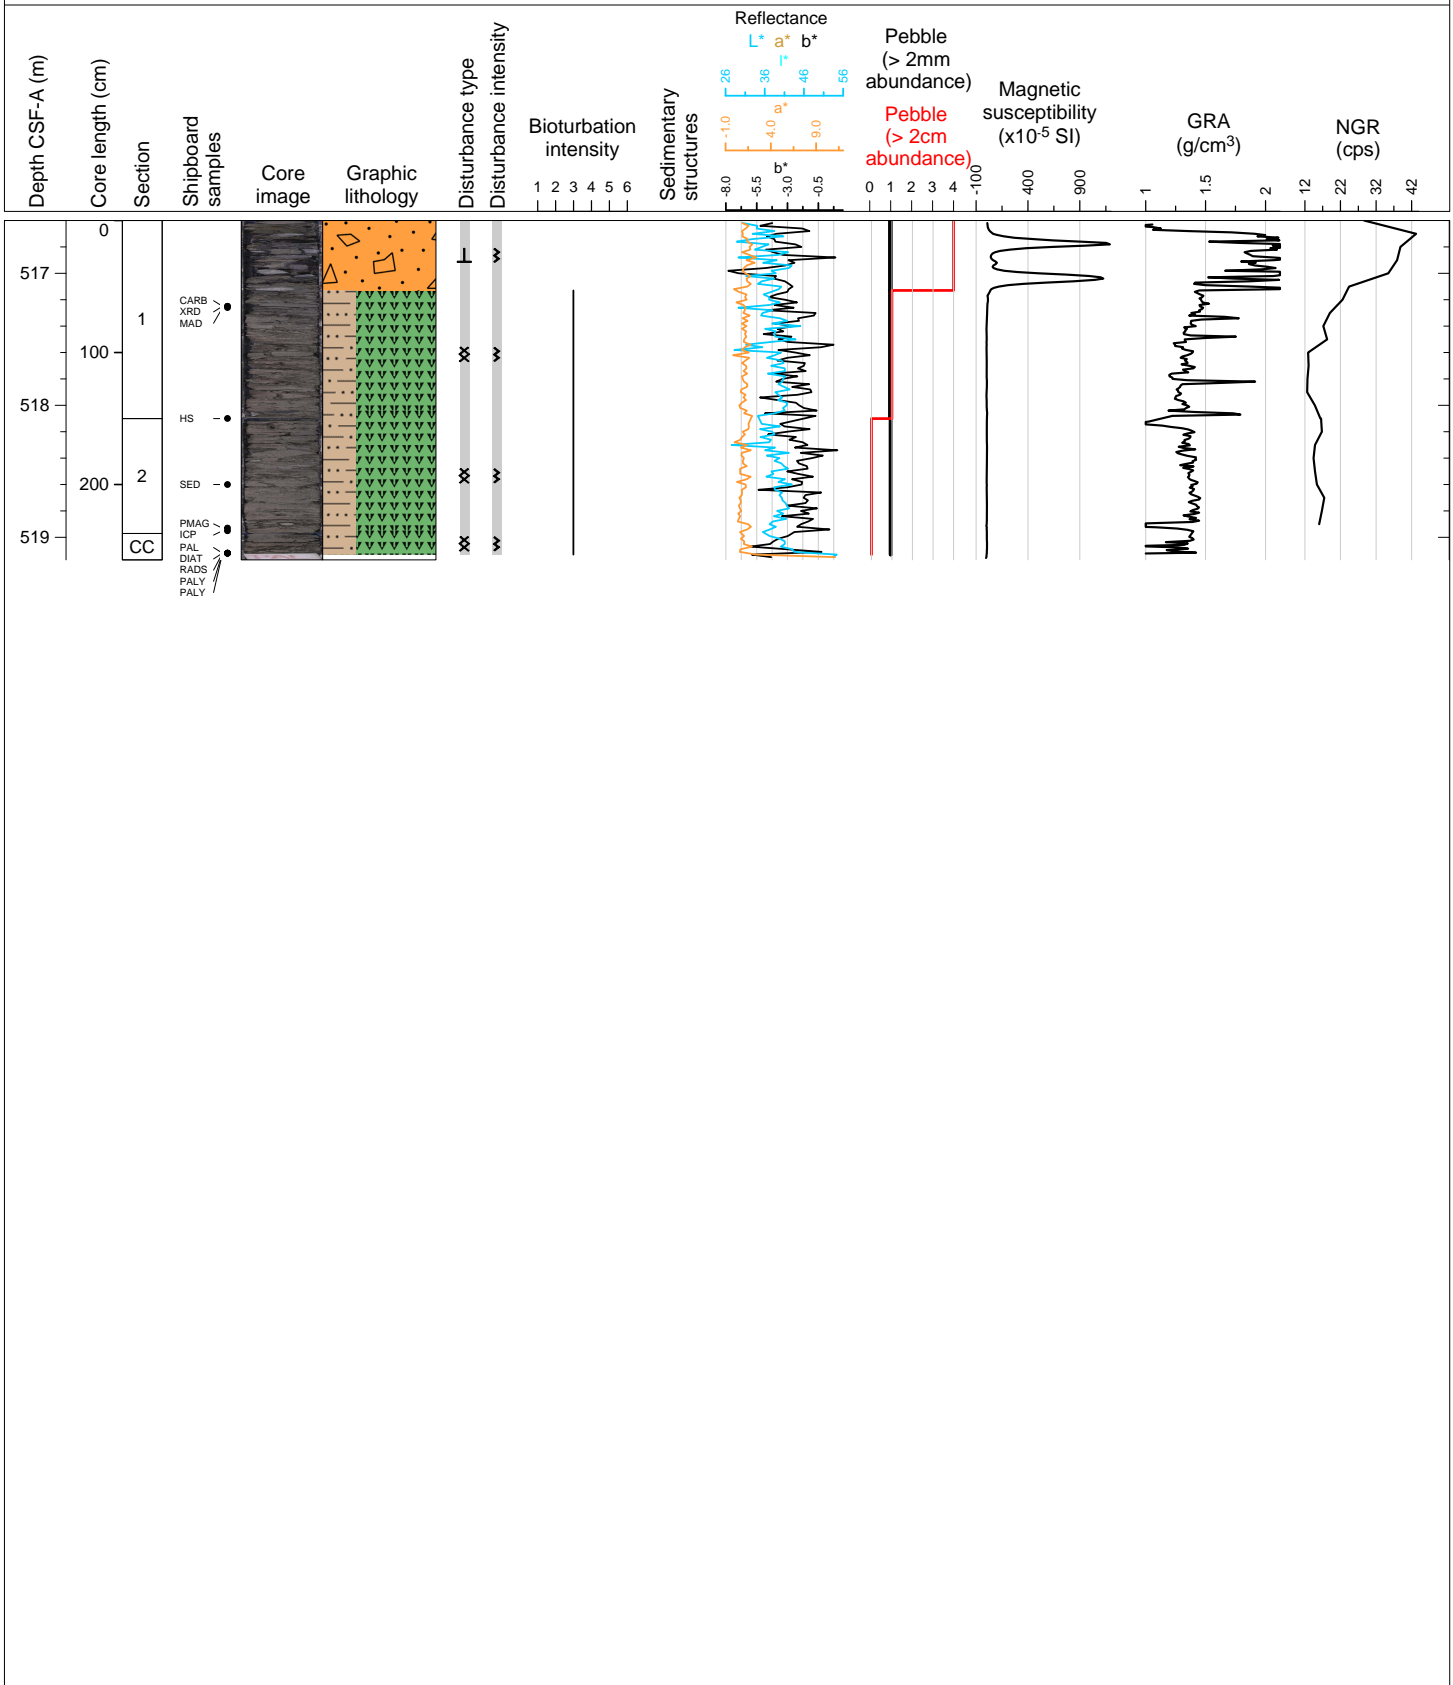 Depth CSF-A (m)
Core length (cm)
Section
Shipboard
samples
Core
image
Graphic
lithology
Disturbance type
Disturbance intensity
Bioturbation
intensity
1 2 3 4 5 6
Sedimentary
structures
Reflectance
L* a* b*
l*
26 36 46 56
a*
-1.0 4.0 9.0
b*
-8.0 -5.5 -3.0 -0.5
Pebble
(> 2mm
abundance)
Pebble
(> 2cm
abundance)
0 1 2 3 4
Magnetic
susceptibility
(x10-5 SI)
-100 400 900
GRA
(g/cm3)
1 1.5 2
NGR
(cps)
12 22 32 42
0
517
CARB
XRD
MAD
1
100
518
HS
2
200
SED
PMAG
ICP
519
CC
PAL
DIAT
RADS
PALY
PALY